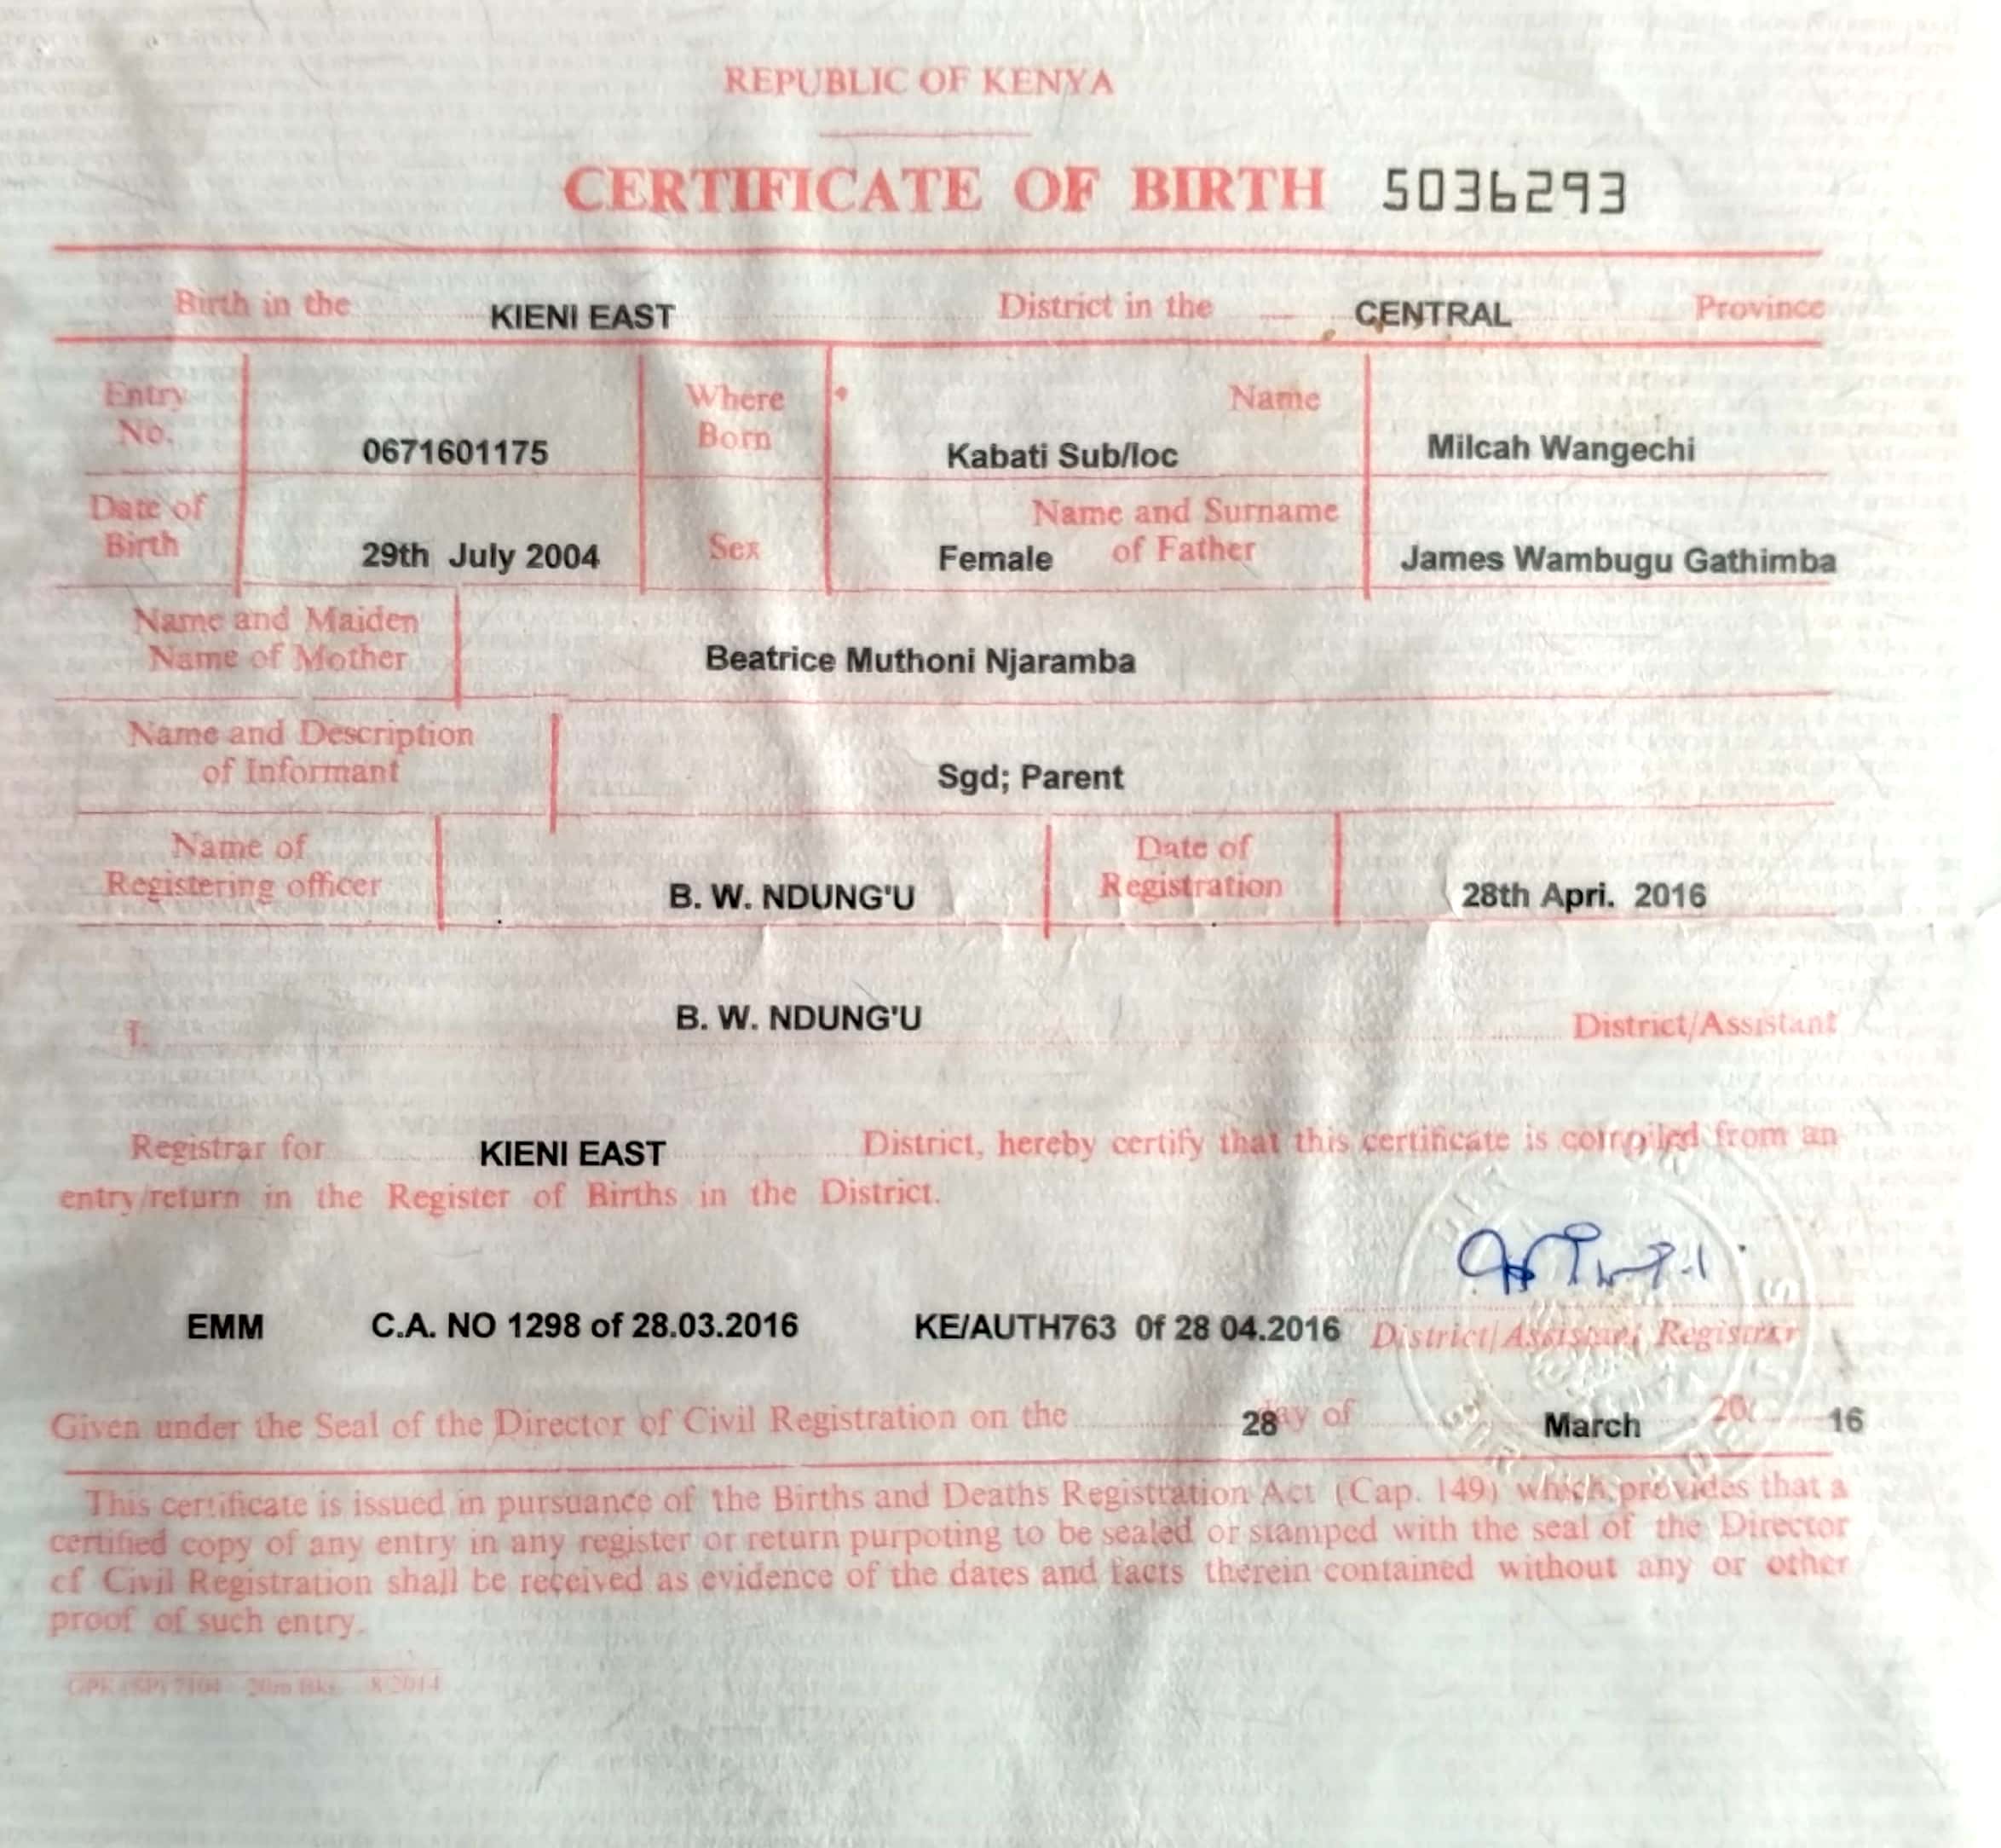 REPUBLIC OF KENYA
CERTIFICATE OF BIRTH 5036293
Birth in the KIENI EAST District in the CENTRAL Province
Entry No. 0671601175 Where Born Kabati Sub/loc Name Milcah Wangechi
Date of Birth 29th July 2004 Sex Female Name and Surname of Father James Wambugu Gathimba
Name and Maiden Name of Mother Beatrice Muthoni Njaramba
Name and Description of Informant Sgd; Parent
Name of Registering officer B. W. NDUNG'U Date of Registration 28th Apri. 2016
I. B. W. NDUNG'U District/Assistant
Registrar for KIENI EAST District, hereby certify that this certificate is compiled from an
entry/return in the Register of Births in the District.
EMM C.A. NO 1298 of 28.03.2016 KE/AUTH763 0f 28 04.2016 District/Assistant Registrar
Given under the Seal of the Director of Civil Registration on the 28 day of March 20 16
This certificate is issued in pursuance of the Births and Deaths Registration Act (Cap. 149) which provides that a
certified copy of any entry in any register or return purpoting to be sealed or stamped with the seal of the Director
of Civil Registration shall be received as evidence of the dates and facts therein contained without any or other
proof of such entry.
GPK (SP) 7104 20m Bks 8/2014